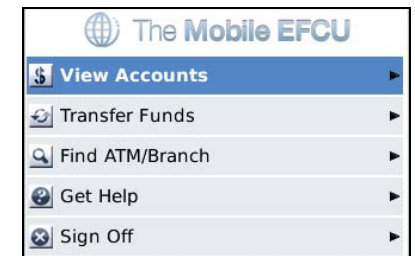 The Mobile EFCU
View Accounts
Transfer Funds
Find ATM/Branch
Get Help
Sign Off